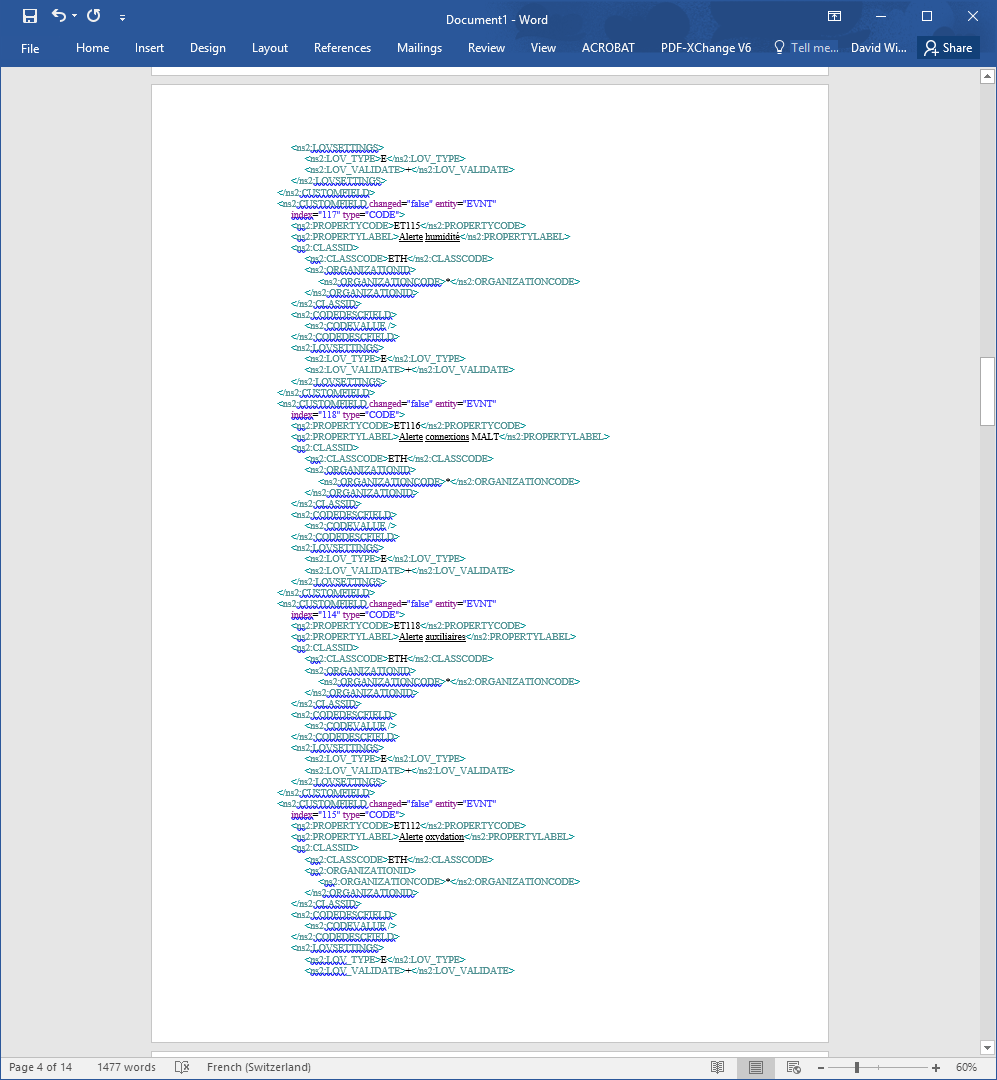 Document1 - Word
File Home Insert Design Layout References Mailings Review View ACROBAT PDF-XChange V6 Tell me... David Wi... Share
<ns2:LOVSETTINGS>
<ns2:LOV_TYPE>E</ns2:LOV_TYPE>
<ns2:LOV_VALIDATE>+</ns2:LOV_VALIDATE>
</ns2:LOVSETTINGS>
</ns2:CUSTOMFIELD>
<ns2:CUSTOMFIELD changed="false" entity="EVNT"
index="117" type="CODE">
<ns2:PROPERTYCODE>ET115</ns2:PROPERTYCODE>
<ns2:PROPERTYLABEL>Alerte humidité</ns2:PROPERTYLABEL>
<ns2:CLASSID>
<ns2:CLASSCODE>ETH</ns2:CLASSCODE>
<ns2:ORGANIZATIONID>
<ns2:ORGANIZATIONCODE>*</ns2:ORGANIZATIONCODE>
</ns2:ORGANIZATIONID>
</ns2:CLASSID>
<ns2:CODEDESCFIELD>
<ns2:CODEVALUE />
</ns2:CODEDESCFIELD>
<ns2:LOVSETTINGS>
<ns2:LOV_TYPE>E</ns2:LOV_TYPE>
<ns2:LOV_VALIDATE>+</ns2:LOV_VALIDATE>
</ns2:LOVSETTINGS>
</ns2:CUSTOMFIELD>
<ns2:CUSTOMFIELD changed="false" entity="EVNT"
index="118" type="CODE">
<ns2:PROPERTYCODE>ET116</ns2:PROPERTYCODE>
<ns2:PROPERTYLABEL>Alerte connexions MALT</ns2:PROPERTYLABEL>
<ns2:CLASSID>
<ns2:CLASSCODE>ETH</ns2:CLASSCODE>
<ns2:ORGANIZATIONID>
<ns2:ORGANIZATIONCODE>*</ns2:ORGANIZATIONCODE>
</ns2:ORGANIZATIONID>
</ns2:CLASSID>
<ns2:CODEDESCFIELD>
<ns2:CODEVALUE />
</ns2:CODEDESCFIELD>
<ns2:LOVSETTINGS>
<ns2:LOV_TYPE>E</ns2:LOV_TYPE>
<ns2:LOV_VALIDATE>+</ns2:LOV_VALIDATE>
</ns2:LOVSETTINGS>
</ns2:CUSTOMFIELD>
<ns2:CUSTOMFIELD changed="false" entity="EVNT"
index="114" type="CODE">
<ns2:PROPERTYCODE>ET118</ns2:PROPERTYCODE>
<ns2:PROPERTYLABEL>Alerte auxiliaires</ns2:PROPERTYLABEL>
<ns2:CLASSID>
<ns2:CLASSCODE>ETH</ns2:CLASSCODE>
<ns2:ORGANIZATIONID>
<ns2:ORGANIZATIONCODE>*</ns2:ORGANIZATIONCODE>
</ns2:ORGANIZATIONID>
</ns2:CLASSID>
<ns2:CODEDESCFIELD>
<ns2:CODEVALUE />
</ns2:CODEDESCFIELD>
<ns2:LOVSETTINGS>
<ns2:LOV_TYPE>E</ns2:LOV_TYPE>
<ns2:LOV_VALIDATE>+</ns2:LOV_VALIDATE>
</ns2:LOVSETTINGS>
</ns2:CUSTOMFIELD>
<ns2:CUSTOMFIELD changed="false" entity="EVNT"
index="115" type="CODE">
<ns2:PROPERTYCODE>ET112</ns2:PROPERTYCODE>
<ns2:PROPERTYLABEL>Alerte oxydation</ns2:PROPERTYLABEL>
<ns2:CLASSID>
<ns2:CLASSCODE>ETH</ns2:CLASSCODE>
<ns2:ORGANIZATIONID>
<ns2:ORGANIZATIONCODE>*</ns2:ORGANIZATIONCODE>
</ns2:ORGANIZATIONID>
</ns2:CLASSID>
<ns2:CODEDESCFIELD>
<ns2:CODEVALUE />
</ns2:CODEDESCFIELD>
<ns2:LOVSETTINGS>
<ns2:LOV_TYPE>E</ns2:LOV_TYPE>
<ns2:LOV_VALIDATE>+</ns2:LOV_VALIDATE>
Page 4 of 14 1477 words French (Switzerland) 60%